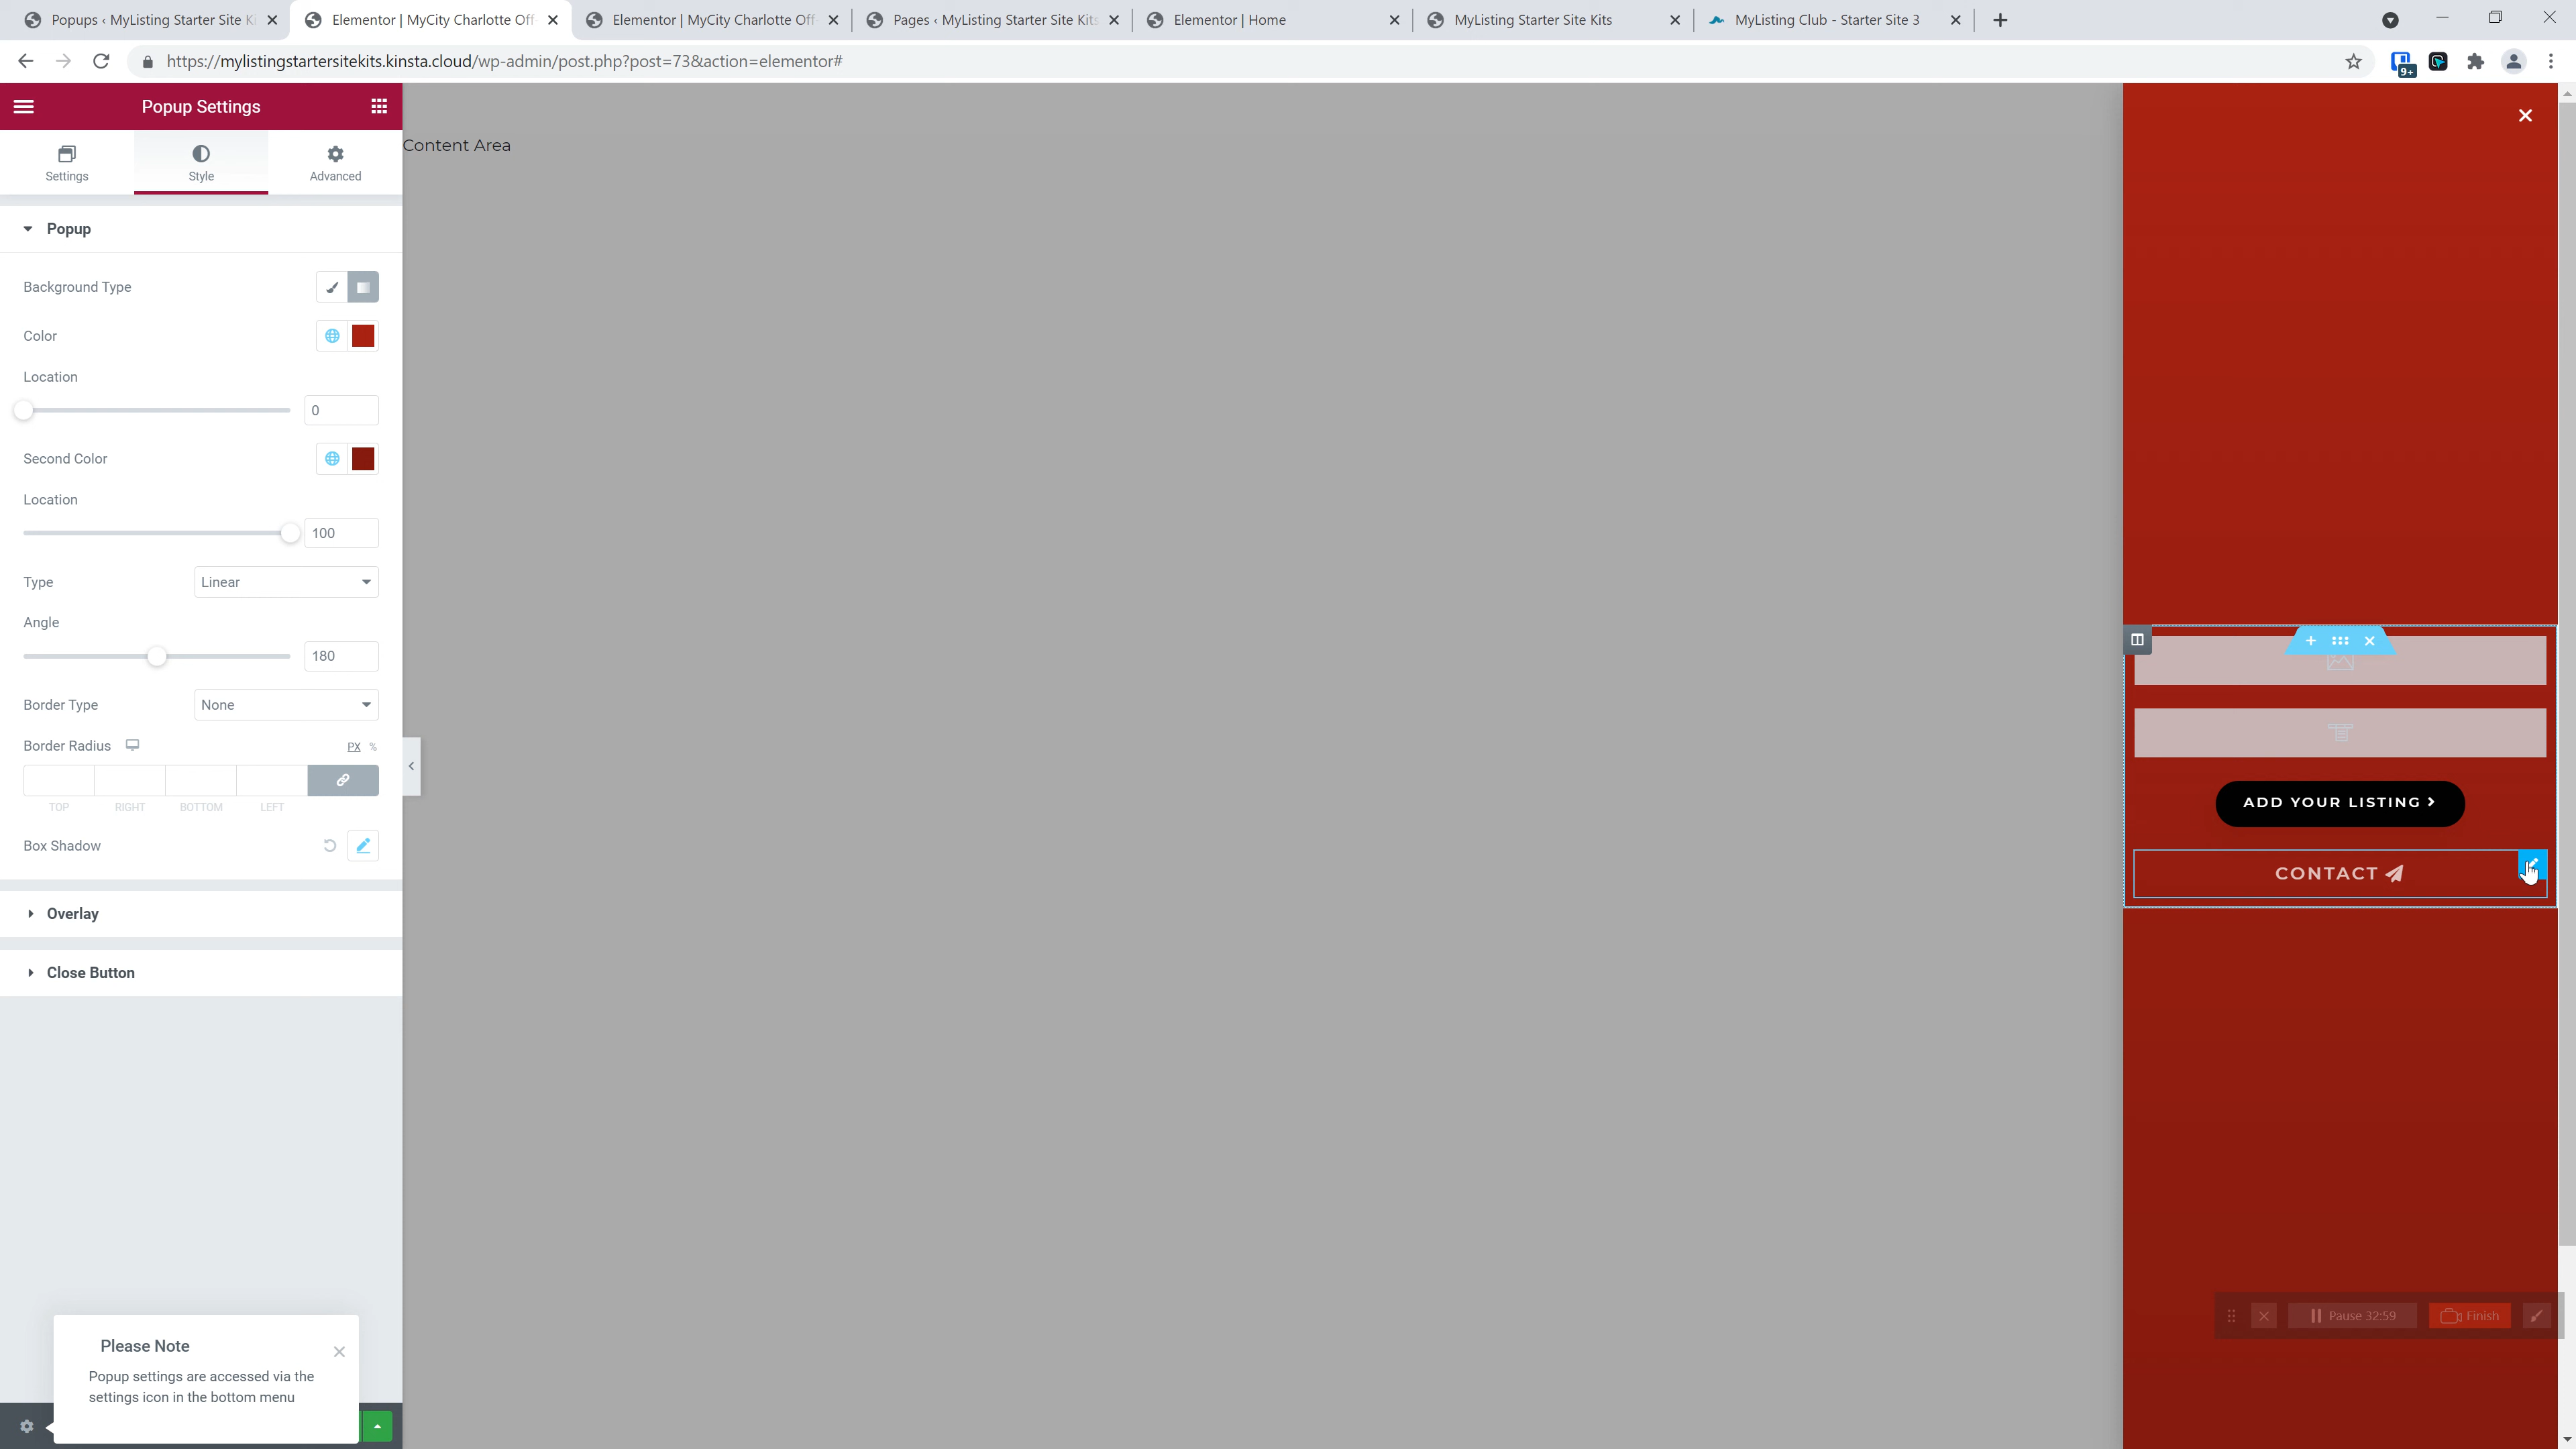 Popups ‹ MyListing Starter Site Ki
Elementor | MyCity Charlotte Off
Elementor | MyCity Charlotte Off
Pages ‹ MyListing Starter Site Kits
Elementor | Home
MyListing Starter Site Kits
MyListing Club - Starter Site 3
https://mylistingstartersitekits.kinsta.cloud/wp-admin/post.php?post=73&action=elementor#
9+
Popup Settings
Settings
Style
Advanced
Content Area
Popup
Background Type
Color
Location
0
Second Color
Location
100
Type
Linear
Angle
180
Border Type
None
Border Radius
PX %
TOP RIGHT BOTTOM LEFT
Box Shadow
Overlay
Close Button
ADD YOUR LISTING
CONTACT
Pause 32:59
Finish
Please Note
Popup settings are accessed via the
settings icon in the bottom menu